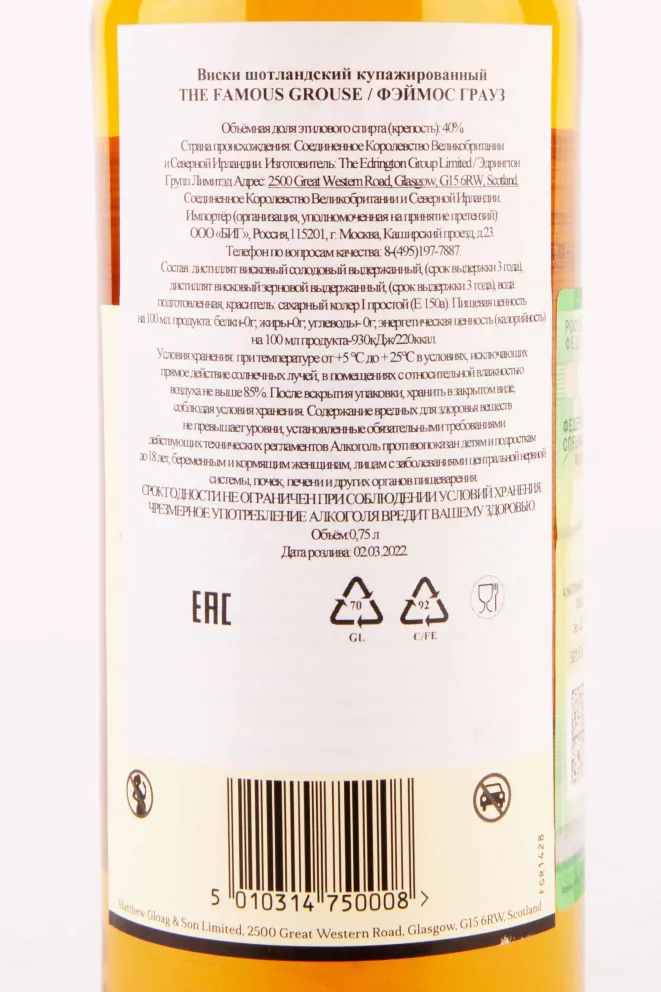 Виски шотландский купажированный
THE FAMOUS GROUSE / ФЭЙМОС ГРАУЗ
Объёмная доля этилового спирта (крепость): 40%.
Страна происхождения: Соединенное Королевство Великобритании
и Северной Ирландии. Изготовитель: The Edrington Group Limited / Эдрингтон
Групп Лимитэд Адрес: 2500 Great Western Road, Glasgow, G15 6RW, Scotland,
Соединенное Королевство Великобритании и Северной Ирландии.
Импортёр (организация, уполномоченная на принятие претензий)
ООО «БИГ», Россия, 115201, г. Москва, Каширский проезд, д.23.
Телефон по вопросам качества: 8-(495)197-7887.
Состав: дистиллят висковый солодовый выдержанный, (срок выдержки 3 года),
дистиллят висковый зерновой выдержанный, (срок выдержки 3 года), вода
подготовленная, краситель: сахарный колер I простой (Е 150а). Пищевая ценность
на 100 мл. продукта: белки-0г; жиры-0г; углеводы- 0г; энергетическая ценность (калорийность)
на 100 мл продукта-930кДж/220ккал.
Условия хранения: при температуре от +5 °С до + 25°С в условиях, исключающих
прямое действие солнечных лучей, в помещениях с относительной влажностью
воздуха не выше 85%. После вскрытия упаковки, хранить в закрытом виде,
соблюдая условия хранения. Содержание вредных для здоровья веществ
не превышает уровни, установленные обязательными требованиями
действующих технических регламентов Алкоголь противопоказан детям и подросткам
до 18 лет, беременным и кормящим женщинам, лицам с заболеваниями центральной нервной
системы, почек, печени и других органов пищеварения.
СРОК ГОДНОСТИ НЕ ОГРАНИЧЕН ПРИ СОБЛЮДЕНИИ УСЛОВИЙ ХРАНЕНИЯ.
ЧРЕЗМЕРНОЕ УПОТРЕБЛЕНИЕ АЛКОГОЛЯ ВРЕДИТ ВАШЕМУ ЗДОРОВЬЮ.
Объём:0,75 л
Дата розлива: 02.03.2022.
EAC
70
GL
92
C/FE
5 010314 750008 >
FGR1428
Matthew Gloag & Son Limited, 2500 Great Western Road, Glasgow, G15 6RW, Scotland